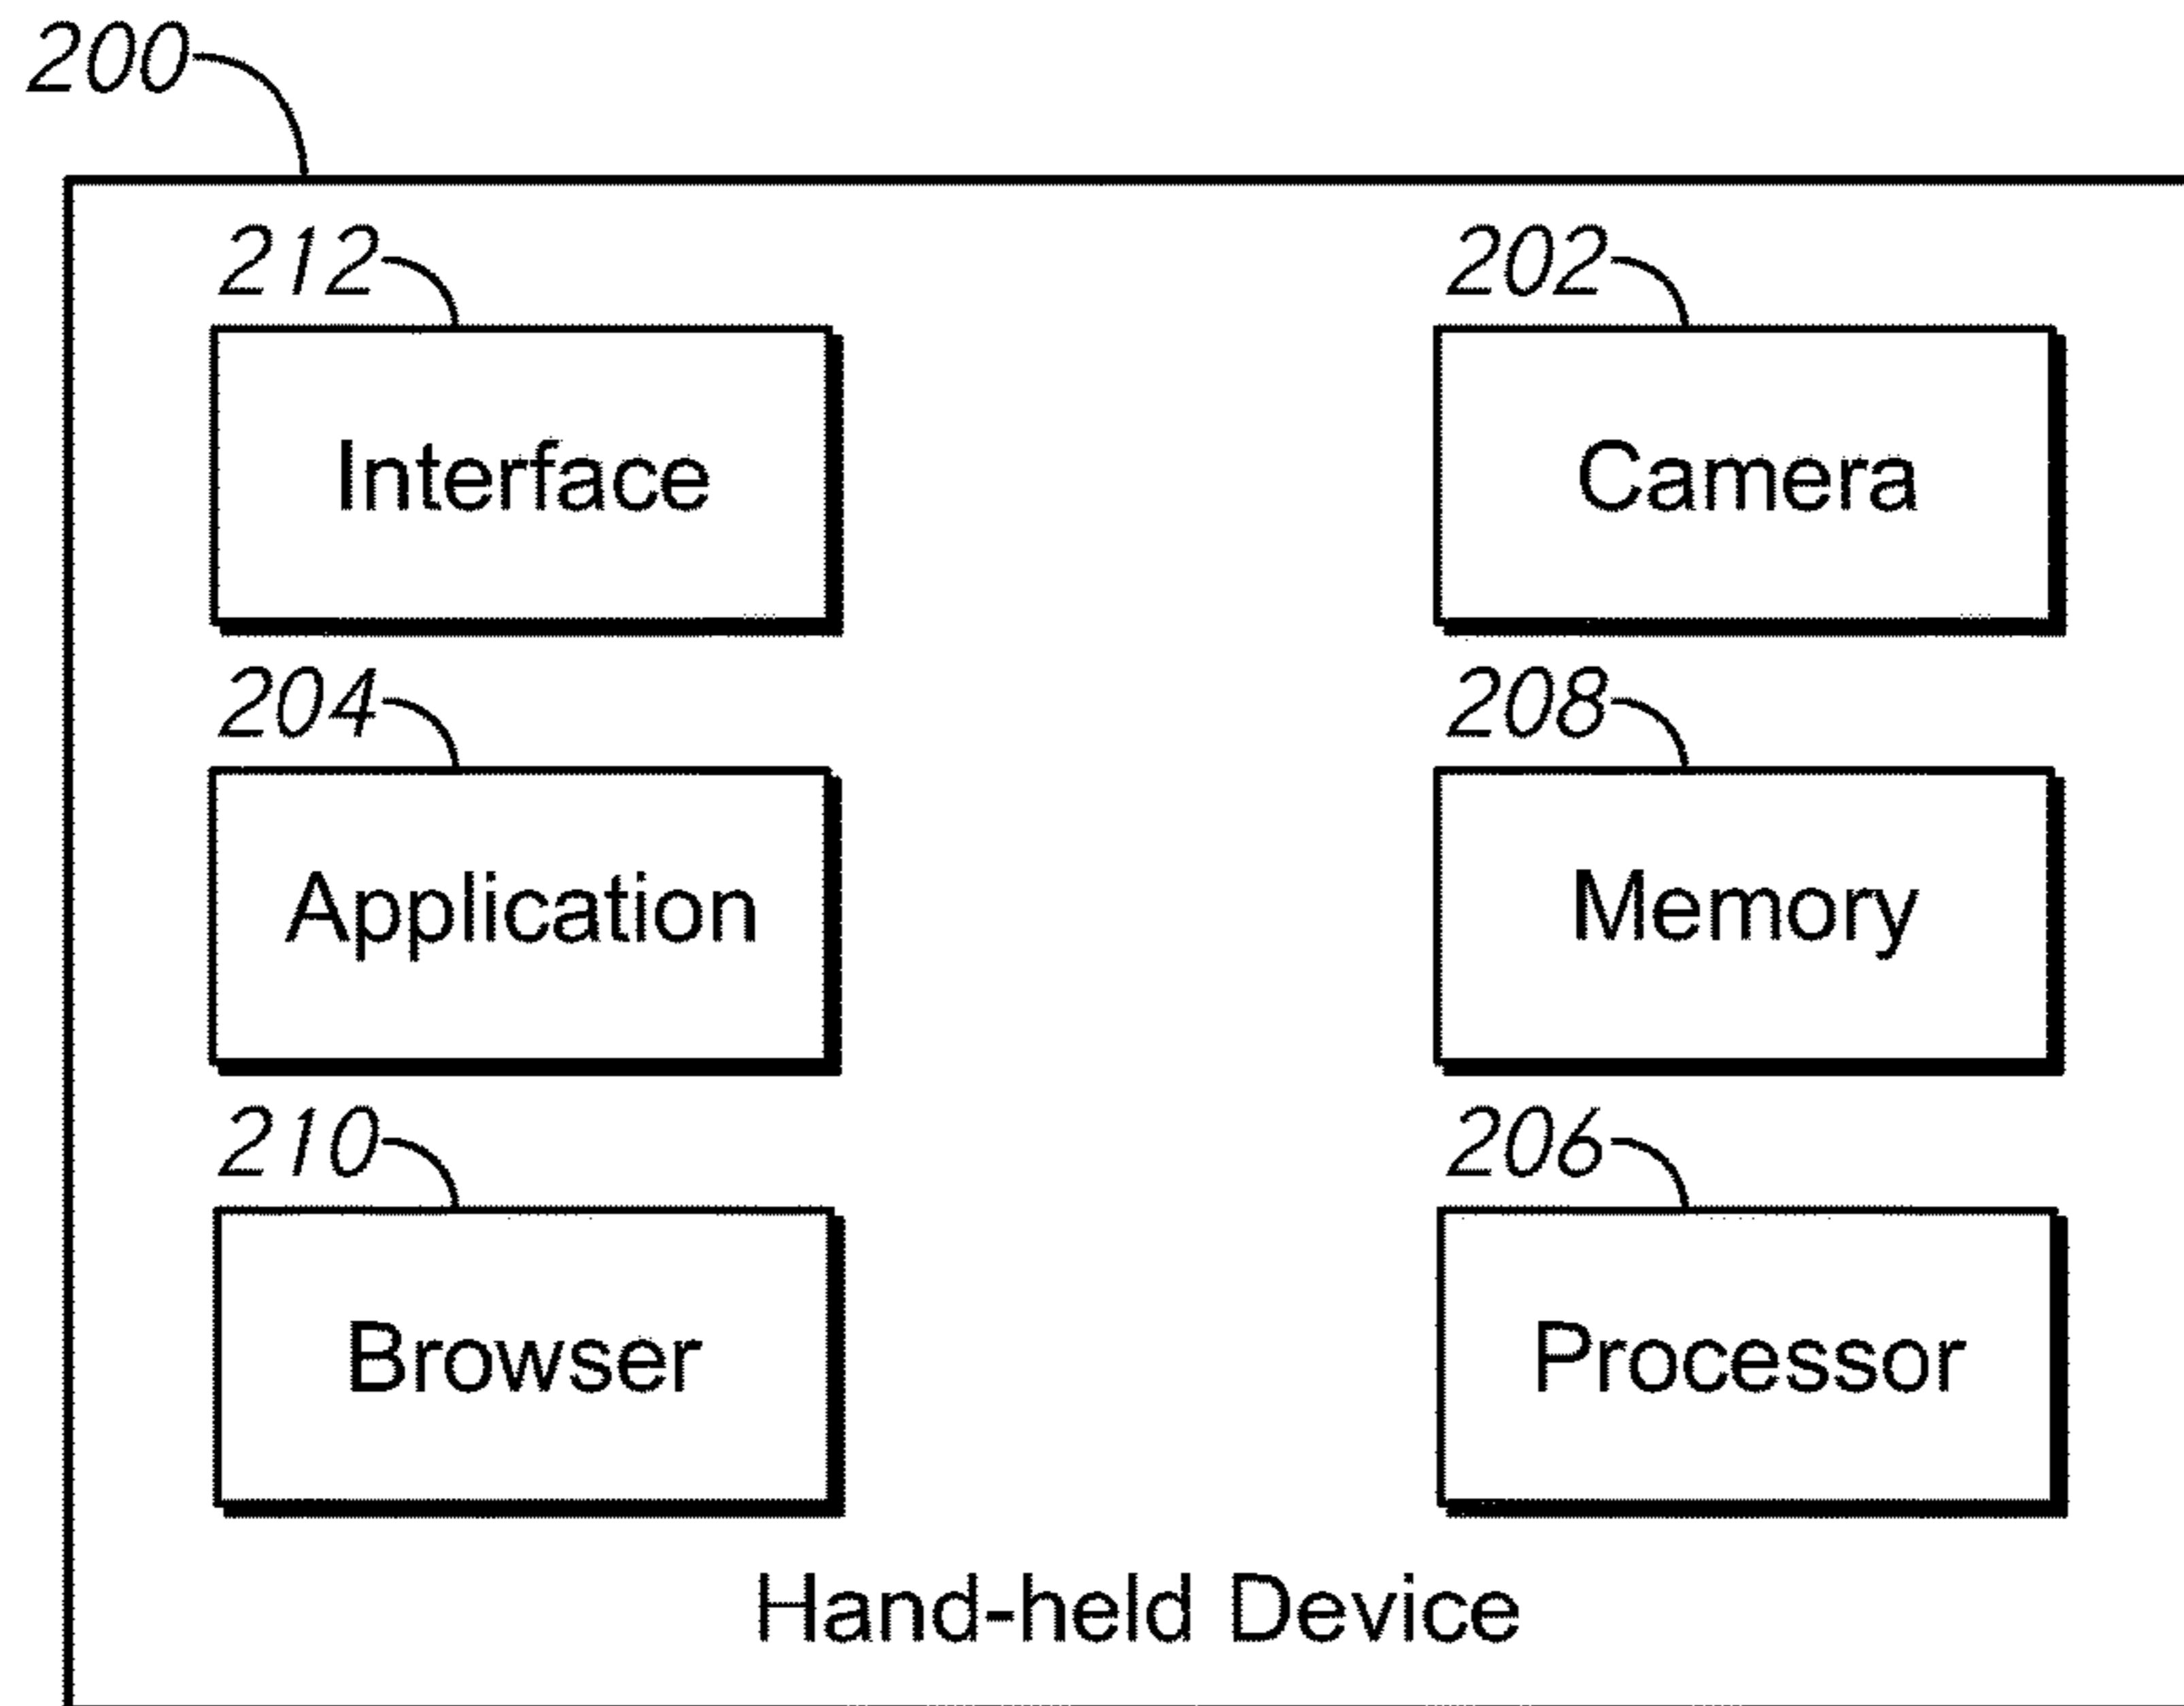 200
212 202
Interface Camera
204 208
Application Memory
210 206
Browser Processor
Hand-held Device